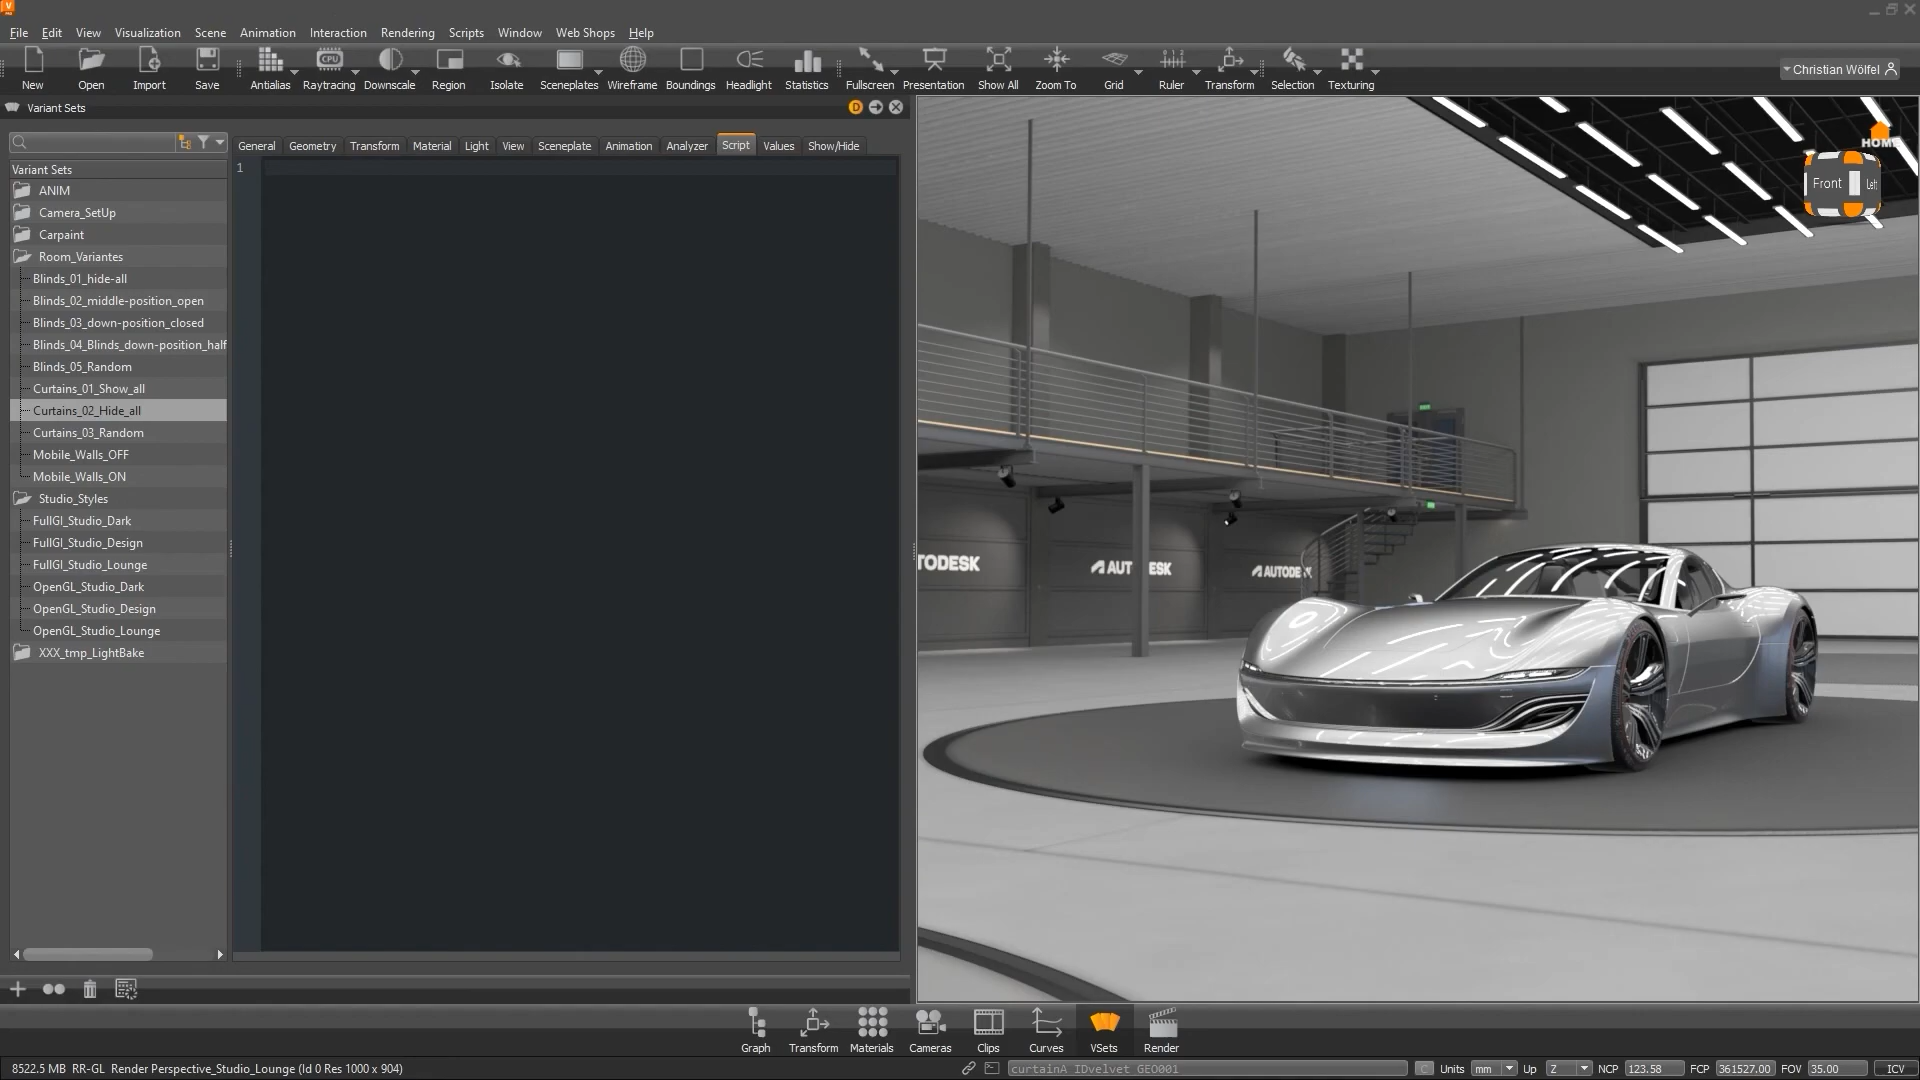 File Edit View Visualization Scene Animation Interaction Rendering Scripts Window Web Shops Help
New Open Import Save Antialias Raytracing Downscale Region Isolate Sceneplates Wireframe Boundings Headlight Statistics Fullscreen Presentation Show All Zoom To Grid Ruler Transform Selection Texturing
CPU
Christian Wölfel
Variant Sets
D
General Geometry Transform Material Light View Sceneplate Animation Analyzer Script Values Show/Hide
1
Variant Sets
ANIM
Camera_SetUp
Carpaint
Room_Variantes
Blinds_01_hide-all
Blinds_02_middle-position_open
Blinds_03_down-position_closed
Blinds_04_Blinds_down-position_half
Blinds_05_Random
Curtains_01_Show_all
Curtains_02_Hide_all
Curtains_03_Random
Mobile_Walls_OFF
Mobile_Walls_ON
Studio_Styles
FullGI_Studio_Dark
FullGI_Studio_Design
FullGI_Studio_Lounge
OpenGL_Studio_Dark
OpenGL_Studio_Design
OpenGL_Studio_Lounge
XXX_tmp_LightBake
HOME
Front Left
TODESK
AUT ESK
AUTODESK
Graph Transform Materials Cameras Clips Curves VSets Render
8522.5 MB RR-GL Render Perspective_Studio_Lounge (Id 0 Res 1000 x 904)
curtainA IDvelvet GEO001
C Units mm Up Z NCP 123.58 FCP 361527.00 FOV 35.00 ICV